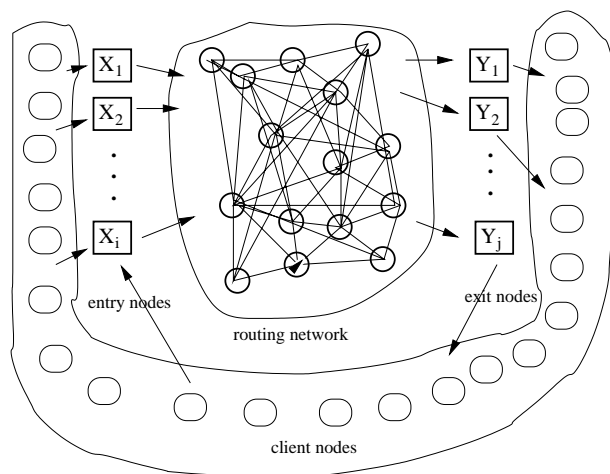 X1
X2
Xi
Y1
Y2
Yj
entry nodes
exit nodes
routing network
client nodes